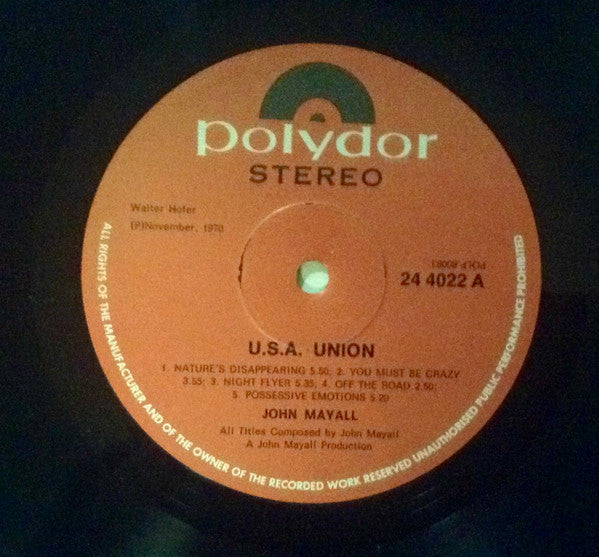 polydor
STEREO
Walter Hofer
(P)November, 1970
POLP 80083
24 4022 A
U.S.A. UNION
1. NATURE'S DISAPPEARING 5.50; 2. YOU MUST BE CRAZY
3.55; 3. NIGHT FLYER 5.35; 4. OFF THE ROAD 2.50;
5. POSSESSIVE EMOTIONS 5.20
JOHN MAYALL
All Titles Composed by John Mayall
A John Mayall Production
ALL RIGHTS OF THE MANUFACTURER AND OF THE OWNER OF THE RECORDED WORK RESERVED UNAUTHORISED PUBLIC PERFORMANCE PROHIBITED